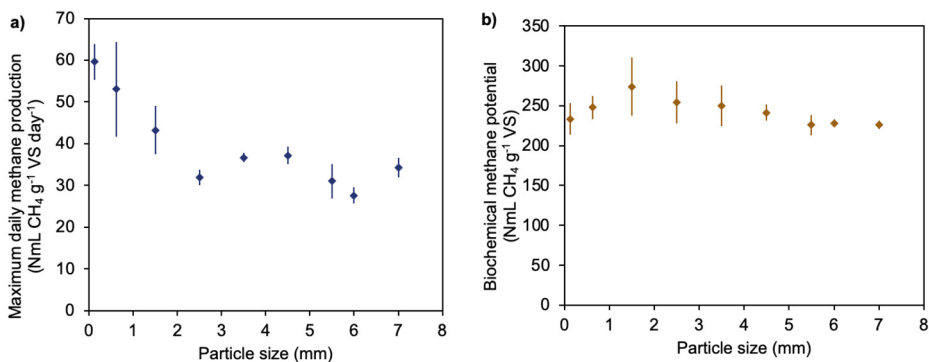 a)
Maximum daily methane production
(NmL CH₄ g⁻¹ VS day⁻¹)
70
60
50
40
30
20
10
0
0 1 2 3 4 5 6 7 8
Particle size (mm)
b)
Biochemical methane potential
(NmL CH₄ g⁻¹ VS)
350
300
250
200
150
100
50
0
0 1 2 3 4 5 6 7 8
Particle size (mm)